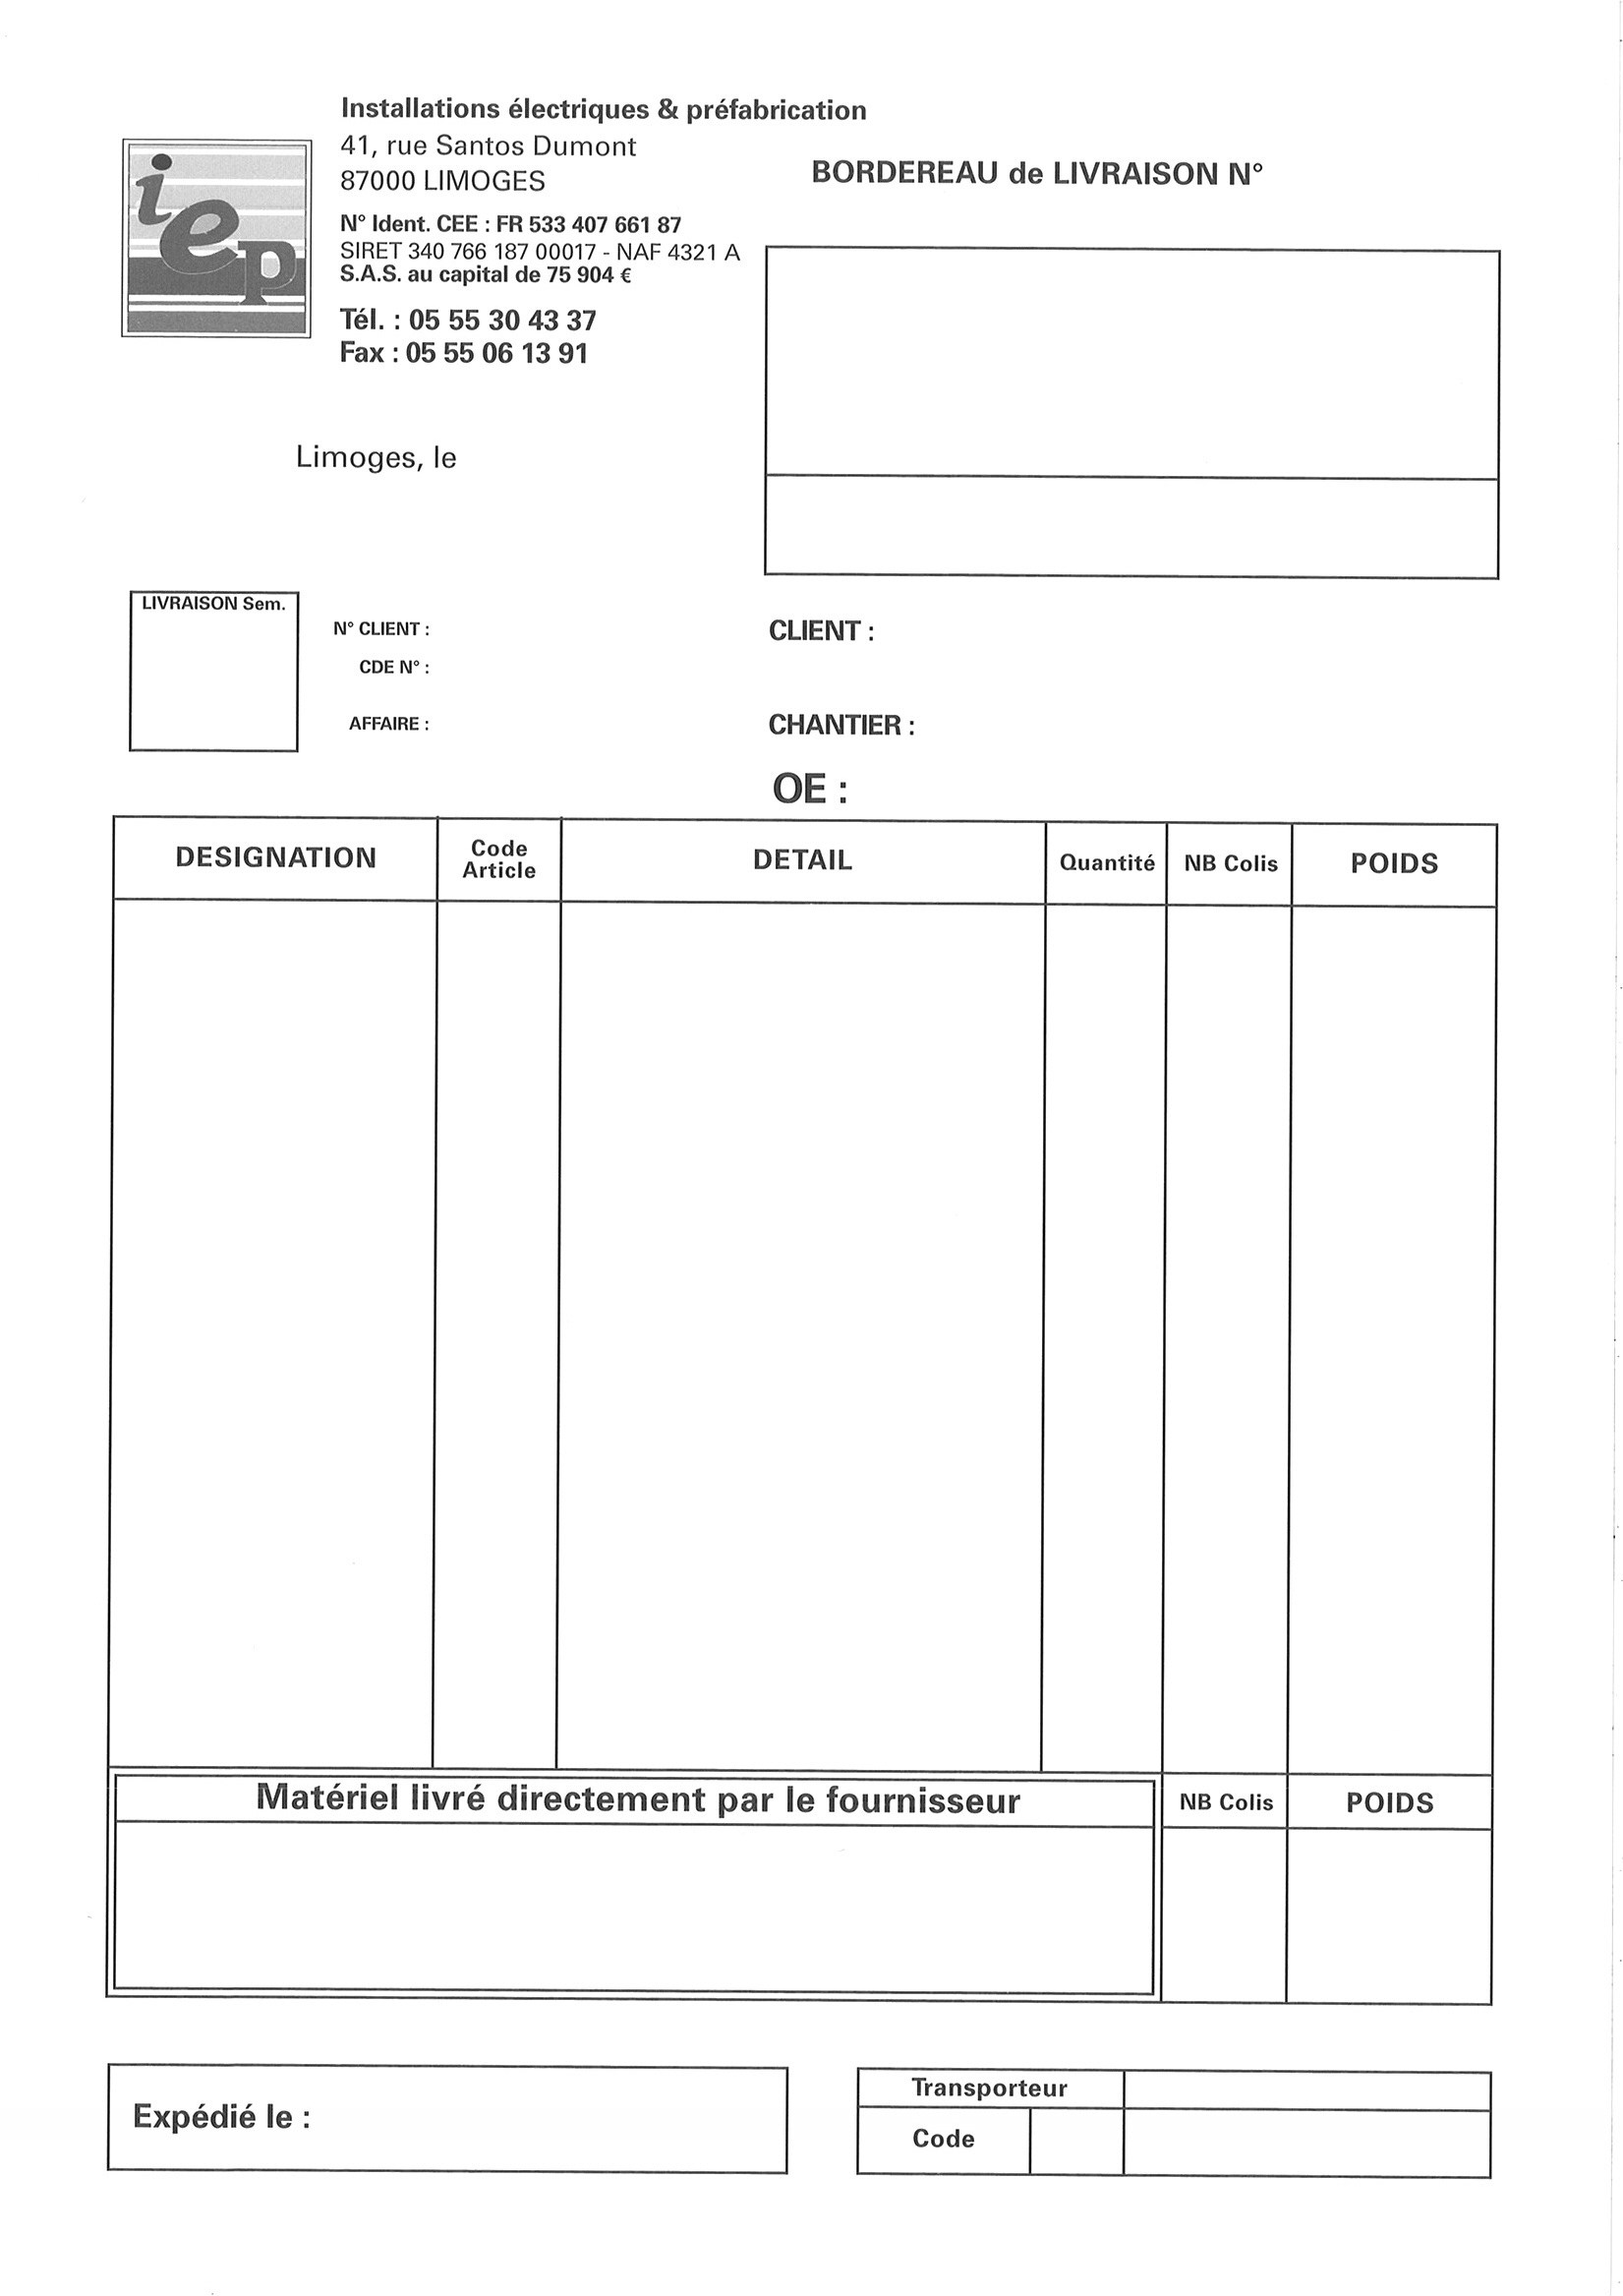 Installations électriques & préfabrication
41, rue Santos Dumont
87000 LIMOGES
iep
BORDEREAU de LIVRAISON N°
N° Ident. CEE : FR 533 407 661 87
SIRET 340 766 187 00017 - NAF 4321 A
S.A.S. au capital de 75 904 €
Tél. : 05 55 30 43 37
Fax : 05 55 06 13 91
Limoges, le
LIVRAISON Sem.
N° CLIENT :
CLIENT :
CDE N° :
AFFAIRE :
CHANTIER :
OE :
DESIGNATION
Code
Article
DETAIL
Quantité
NB Colis
POIDS
Matériel livré directement par le fournisseur
NB Colis
POIDS
Expédié le :
Transporteur
Code